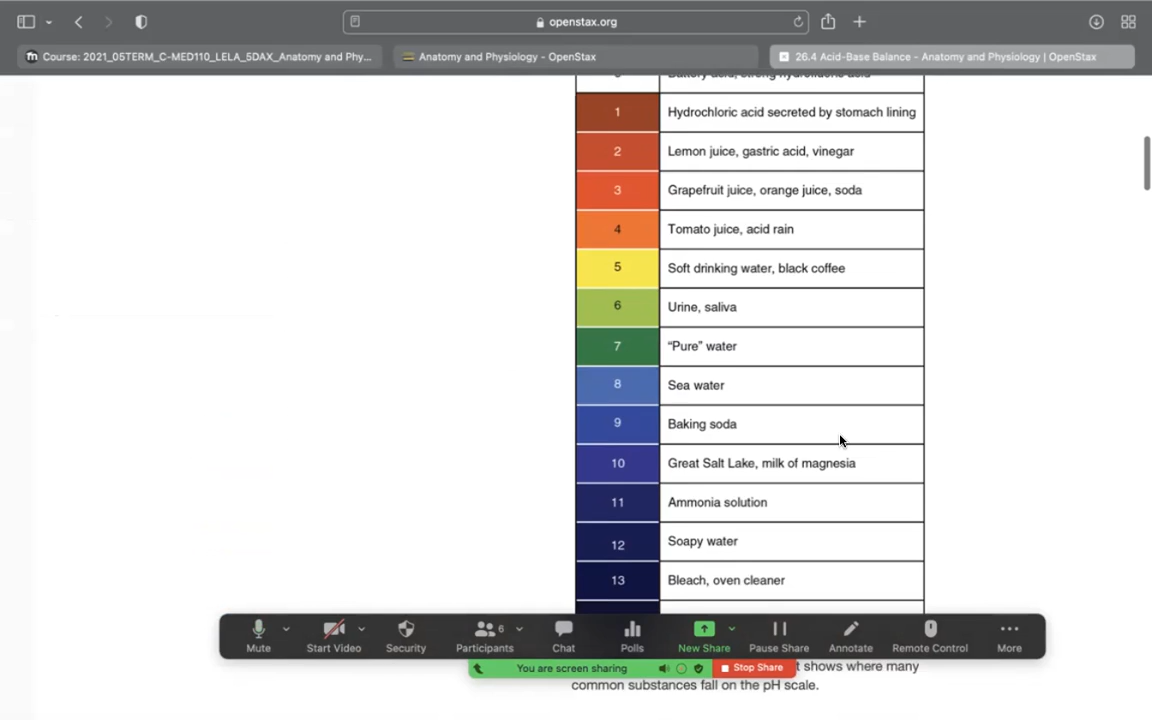 openstax.org
Course: 2021_05TERM_C-MED110_LELA_5DAX_Anatomy and Phy...
Anatomy and Physiology - OpenStax
26.4 Acid-Base Balance - Anatomy and Physiology | OpenStax
1 Hydrochloric acid secreted by stomach lining
2 Lemon juice, gastric acid, vinegar
3 Grapefruit juice, orange juice, soda
4 Tomato juice, acid rain
5 Soft drinking water, black coffee
6 Urine, saliva
7 “Pure” water
8 Sea water
9 Baking soda
10 Great Salt Lake, milk of magnesia
11 Ammonia solution
12 Soapy water
13 Bleach, oven cleaner
6
Mute Start Video Security Participants Chat Polls New Share Pause Share Annotate Remote Control More
You are screen sharing Stop Share
t shows where many
common substances fall on the pH scale.